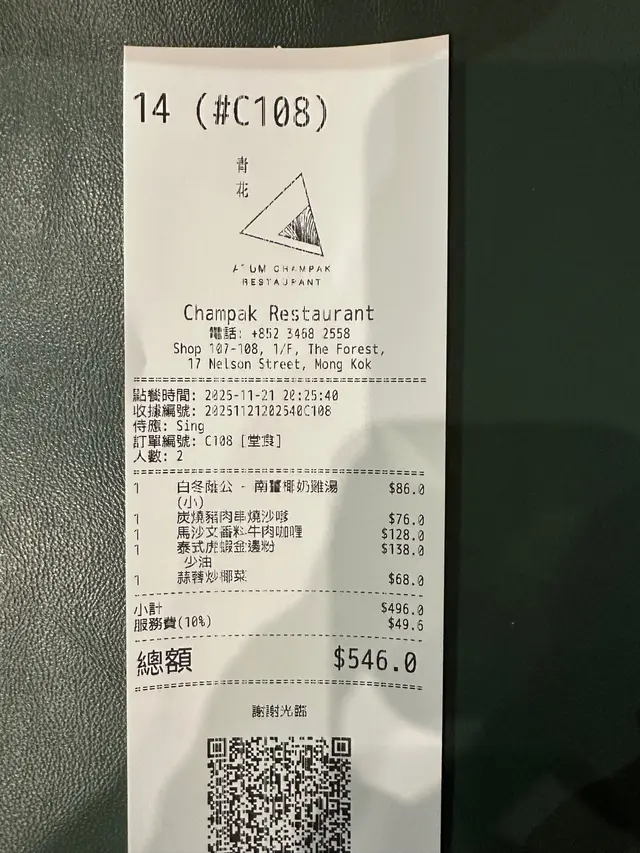 14 (#C108)
青
花
RESTAURANT
Champak Restaurant
電話: +852 3468 2558
Shop 107-108, 1/F, The Forest,
17 Nelson Street, Mong Kok
點餐時間: 2025-11-21 20:25:40
收據編號: 20251121202540C108
侍應: Sing
訂單編號: C108 [堂食]
人數: 2
1 白冬蔭公 - 南薑椰奶雞湯 $86.0
(小)
1 炭燒豬肉串燒沙嗲 $76.0
1 馬沙文香料牛肉咖喱 $128.0
1 泰式虎蝦金邊粉 $138.0
少油
1 蒜蓉炒椰菜 $68.0
小計 $496.0
服務費(10%) $49.6
總額 $546.0
謝謝光臨